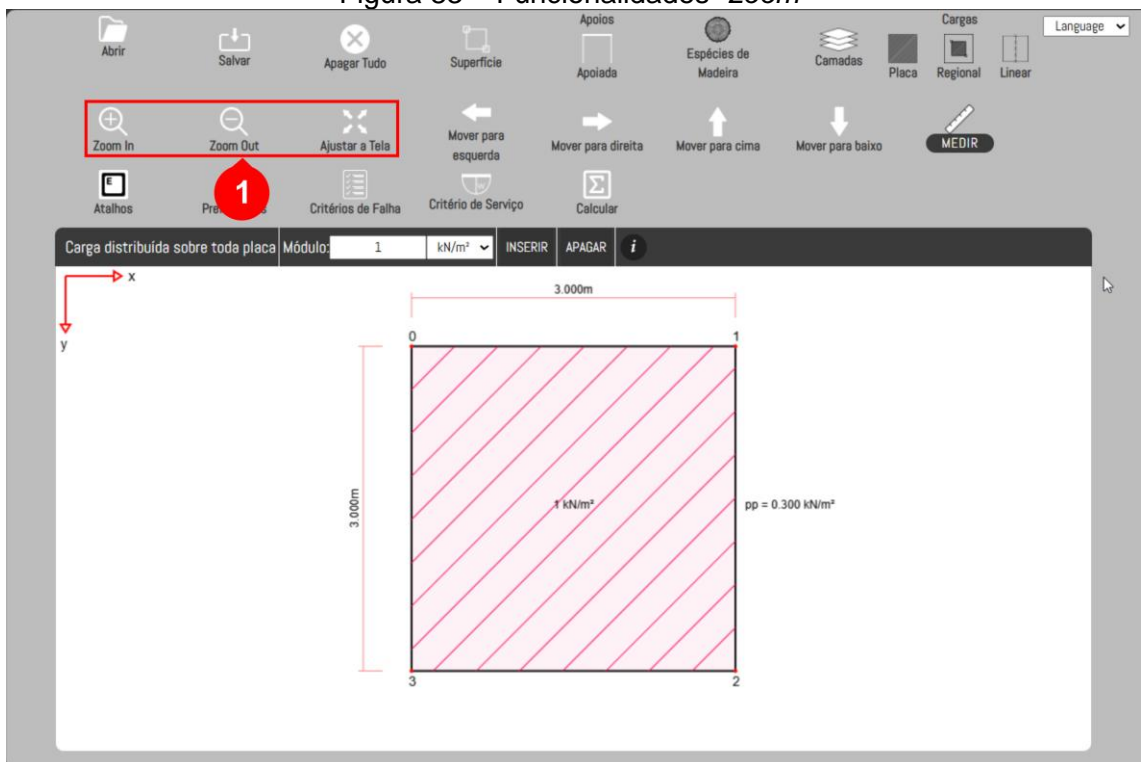 Apoios
Cargas
Language
Abrir
Salvar
Apagar Tudo
Superfície
Apoiada
Espécies de
Madeira
Camadas
Placa
Regional
Linear
Zoom In
Zoom Out
Ajustar a Tela
Mover para
esquerda
Mover para direita
Mover para cima
Mover para baixo
MEDIR
1
E
Atalhos
Critérios de Falha
W
Critério de Serviço
Σ
Calcular
Carga distribuída sobre toda placa
Módulo:
1
kN/m²
INSERIR
APAGAR
i
x
y
3.000m
0
1
3.000m
1 kN/m²
pp = 0.300 kN/m²
3
2